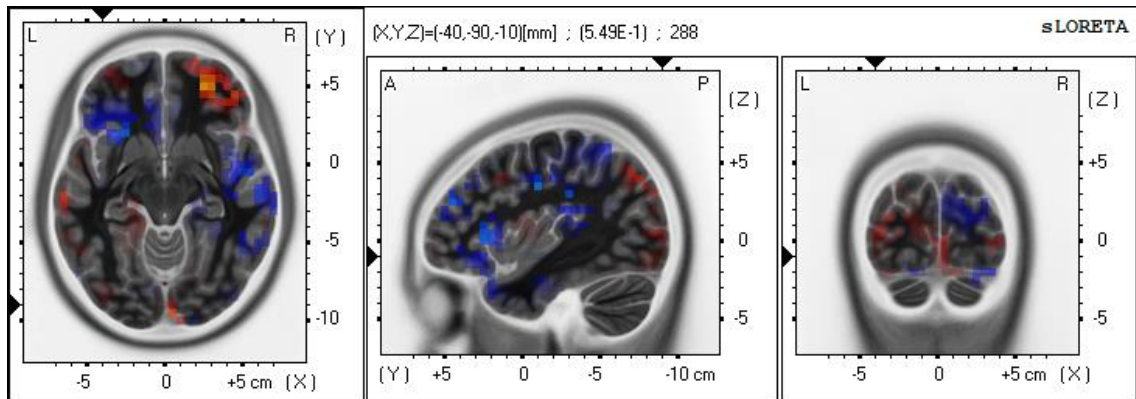 (X,Y,Z)=(-40,-90,-10)[mm] ; (5.49E-1) ; 288
sLORETA
L R (Y)
+5
0
-5
-10
-5 0 +5 cm (X)
A P (Z)
+5
0
-5
(Y) +5 0 -5 -10 cm
L R (Z)
+5
0
-5
-5 0 +5 cm (X)